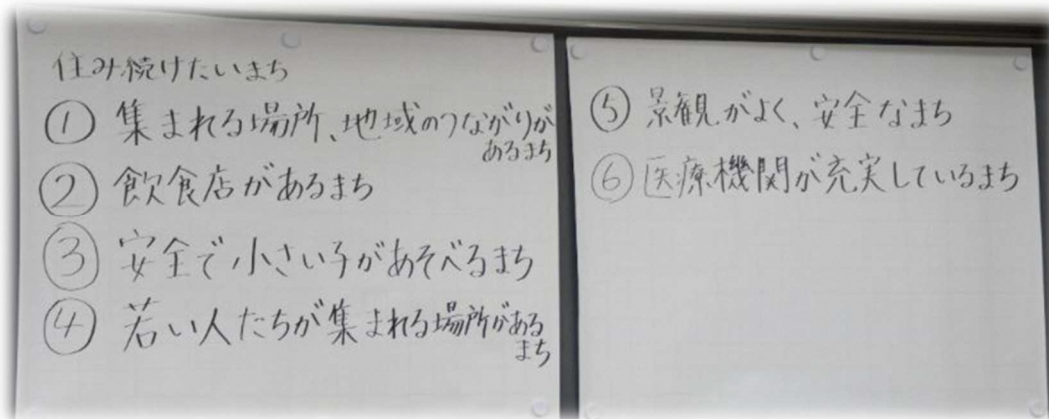 住み続けたいまち
① 集まれる場所、地域のつながりが
あるまち
② 飲食店があるまち
③ 安全で小さい子があそべるまち
④ 若い人たちが集まれる場所がある
まち
⑤ 景観がよく、安全なまち
⑥ 医療機関が充実しているまち